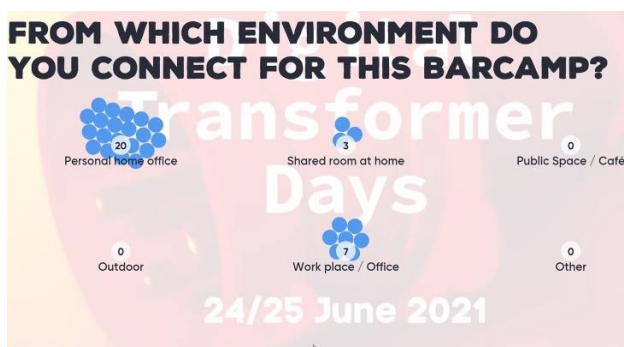 FROM WHICH ENVIRONMENT DO
YOU CONNECT FOR THIS BARCAMP?
Digital
Transformer
Days
20
Personal home office
3
Shared room at home
0
Public Space / Café
0
Outdoor
7
Work place / Office
0
Other
24/25 June 2021